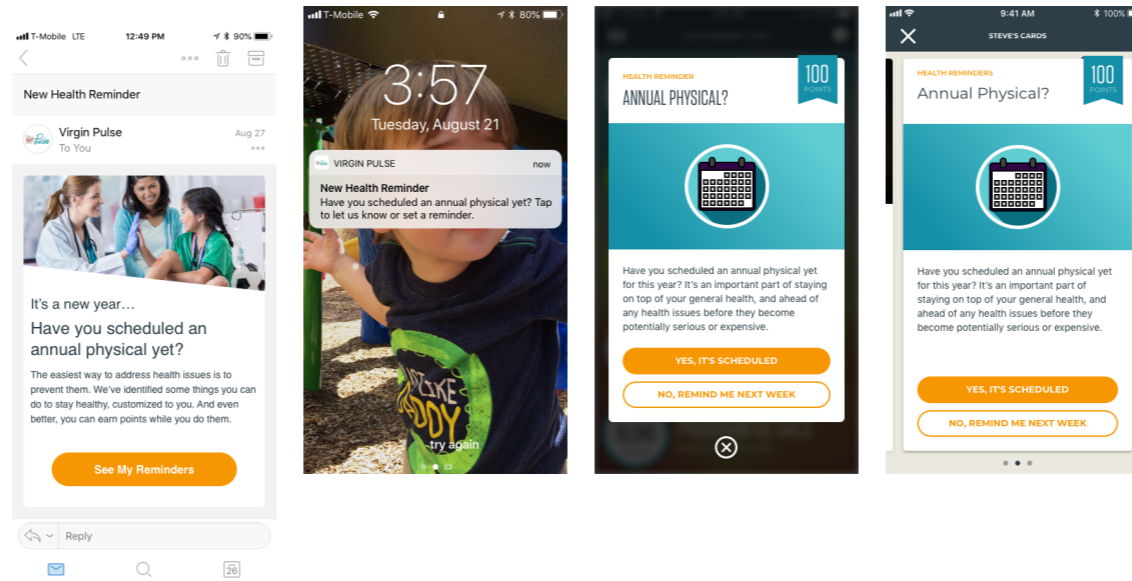 T-Mobile LTE 12:49 PM 90%
New Health Reminder
Virgin Pulse
Aug 27
To You
Pulse
It's a new year...
Have you scheduled an
annual physical yet?
The easiest way to address health issues is to
prevent them. We've identified some things you can
do to stay healthy, customized to you. And even
better, you can earn points while you do them.
See My Reminders
Reply
26
T-Mobile 80%
3:57
Tuesday, August 21
VIRGIN PULSE now
New Health Reminder
Have you scheduled an annual physical yet? Tap
to let us know or set a reminder.
LIKE
DADDY
try again
HEALTH REMINDER
100
POINTS
ANNUAL PHYSICAL?
Have you scheduled an annual physical yet
for this year? It's an important part of staying
on top of your general health, and ahead of
any health issues before they become
potentially serious or expensive.
YES, IT'S SCHEDULED
NO, REMIND ME NEXT WEEK
9:41 AM 100%
STEVE'S CARDS
HEALTH REMINDERS
100
POINTS
Annual Physical?
Have you scheduled an annual physical yet
for this year? It's an important part of
staying on top of your general health, and
ahead of any health issues before they
become potentially serious or expensive.
YES, IT'S SCHEDULED
NO, REMIND ME NEXT WEEK